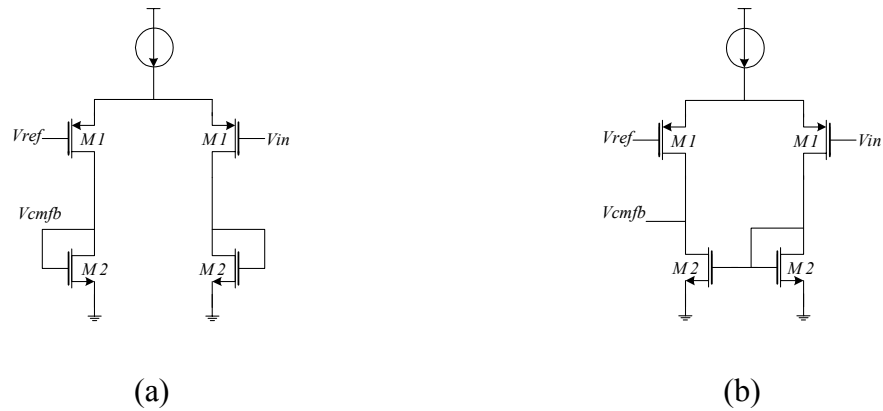 Vref M1 M1 Vin Vref M1 M1 Vin
Vcmfb Vcmfb
M2 M2 M2 M2
(a) (b)